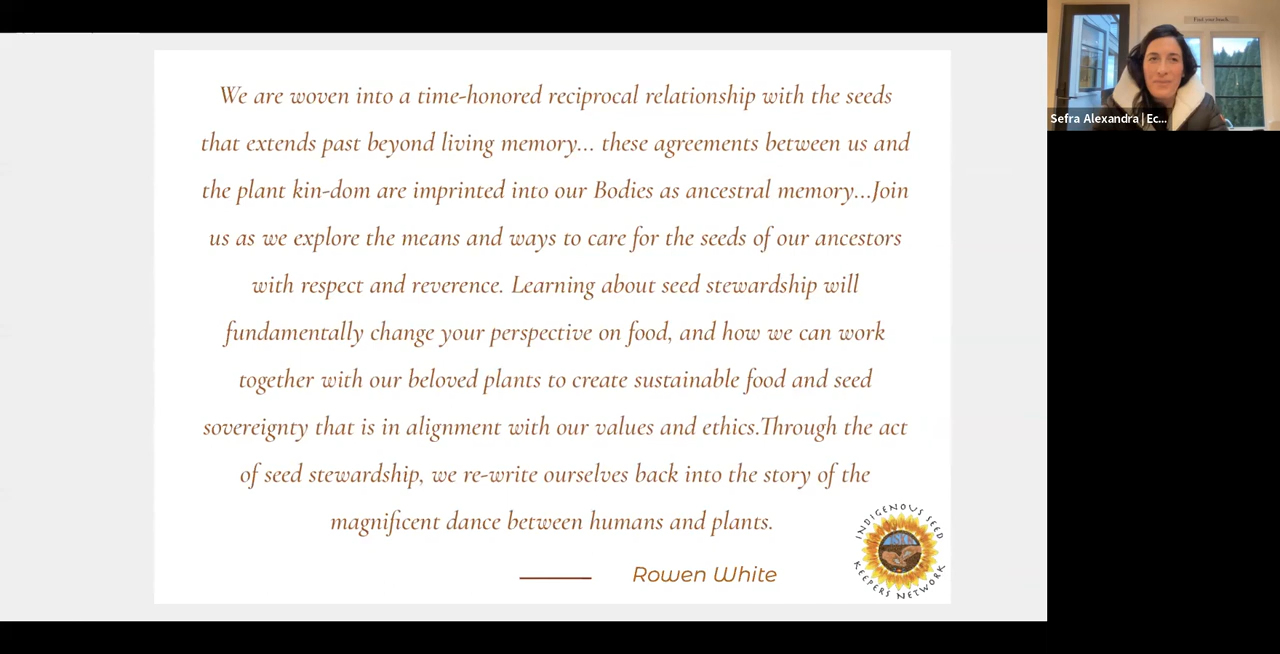 We are woven into a time-honored reciprocal relationship with the seeds
that extends past beyond living memory... these agreements between us and
the plant kin-dom are imprinted into our Bodies as ancestral memory...Join
us as we explore the means and ways to care for the seeds of our ancestors
with respect and reverence. Learning about seed stewardship will
fundamentally change your perspective on food, and how we can work
together with our beloved plants to create sustainable food and seed
sovereignty that is in alignment with our values and ethics.Through the act
of seed stewardship, we re-write ourselves back into the story of the
magnificent dance between humans and plants.
Rowen White
INDIGENOUS SEED
KEEPERS NETWORK
Sefra Alexandra | Ec...